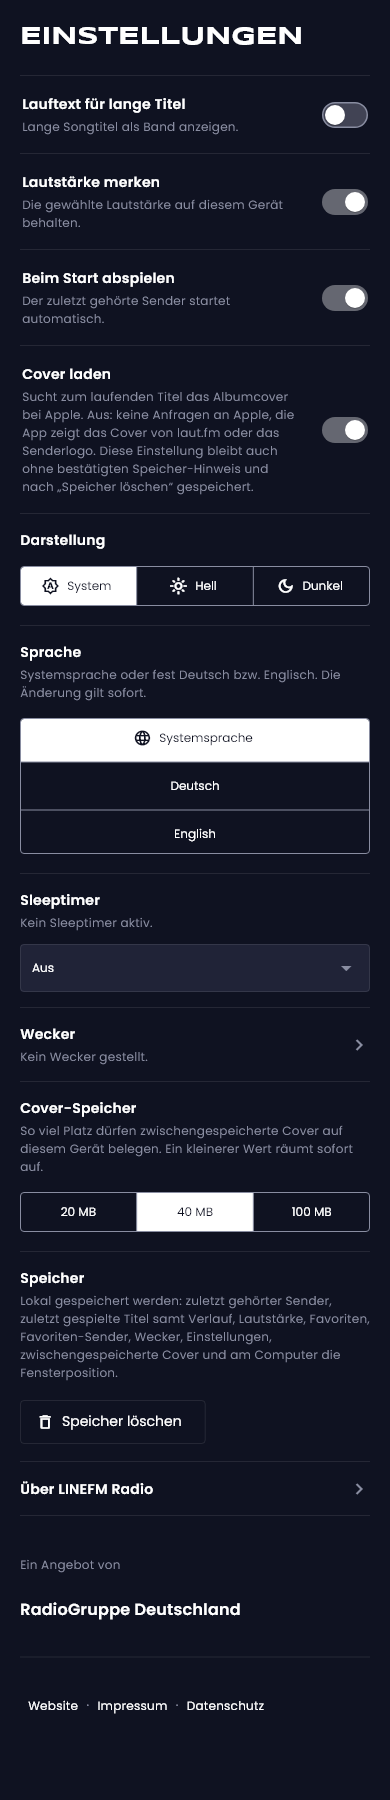 EINSTELLUNGEN
Lauftext für lange Titel
Lange Songtitel als Band anzeigen.
Lautstärke merken
Die gewählte Lautstärke auf diesem Gerät
behalten.
Beim Start abspielen
Der zuletzt gehörte Sender startet
automatisch.
Cover laden
Sucht zum laufenden Titel das Albumcover
bei Apple. Aus: keine Anfragen an Apple, die
App zeigt das Cover von laut.fm oder das
Senderlogo. Diese Einstellung bleibt auch
ohne bestätigten Speicher-Hinweis und
nach „Speicher löschen“ gespeichert.
Darstellung
System Hell Dunkel
Sprache
Systemsprache oder fest Deutsch bzw. Englisch. Die
Änderung gilt sofort.
Systemsprache
Deutsch
English
Sleeptimer
Kein Sleeptimer aktiv.
Aus
Wecker
Kein Wecker gestellt.
Cover-Speicher
So viel Platz dürfen zwischengespeicherte Cover auf
diesem Gerät belegen. Ein kleinerer Wert räumt sofort
auf.
20 MB 40 MB 100 MB
Speicher
Lokal gespeichert werden: zuletzt gehörter Sender,
zuletzt gespielte Titel samt Verlauf, Lautstärke, Favoriten,
Favoriten-Sender, Wecker, Einstellungen,
zwischengespeicherte Cover und am Computer die
Fensterposition.
Speicher löschen
Über LINEFM Radio
Ein Angebot von
RadioGruppe Deutschland
Website · Impressum · Datenschutz